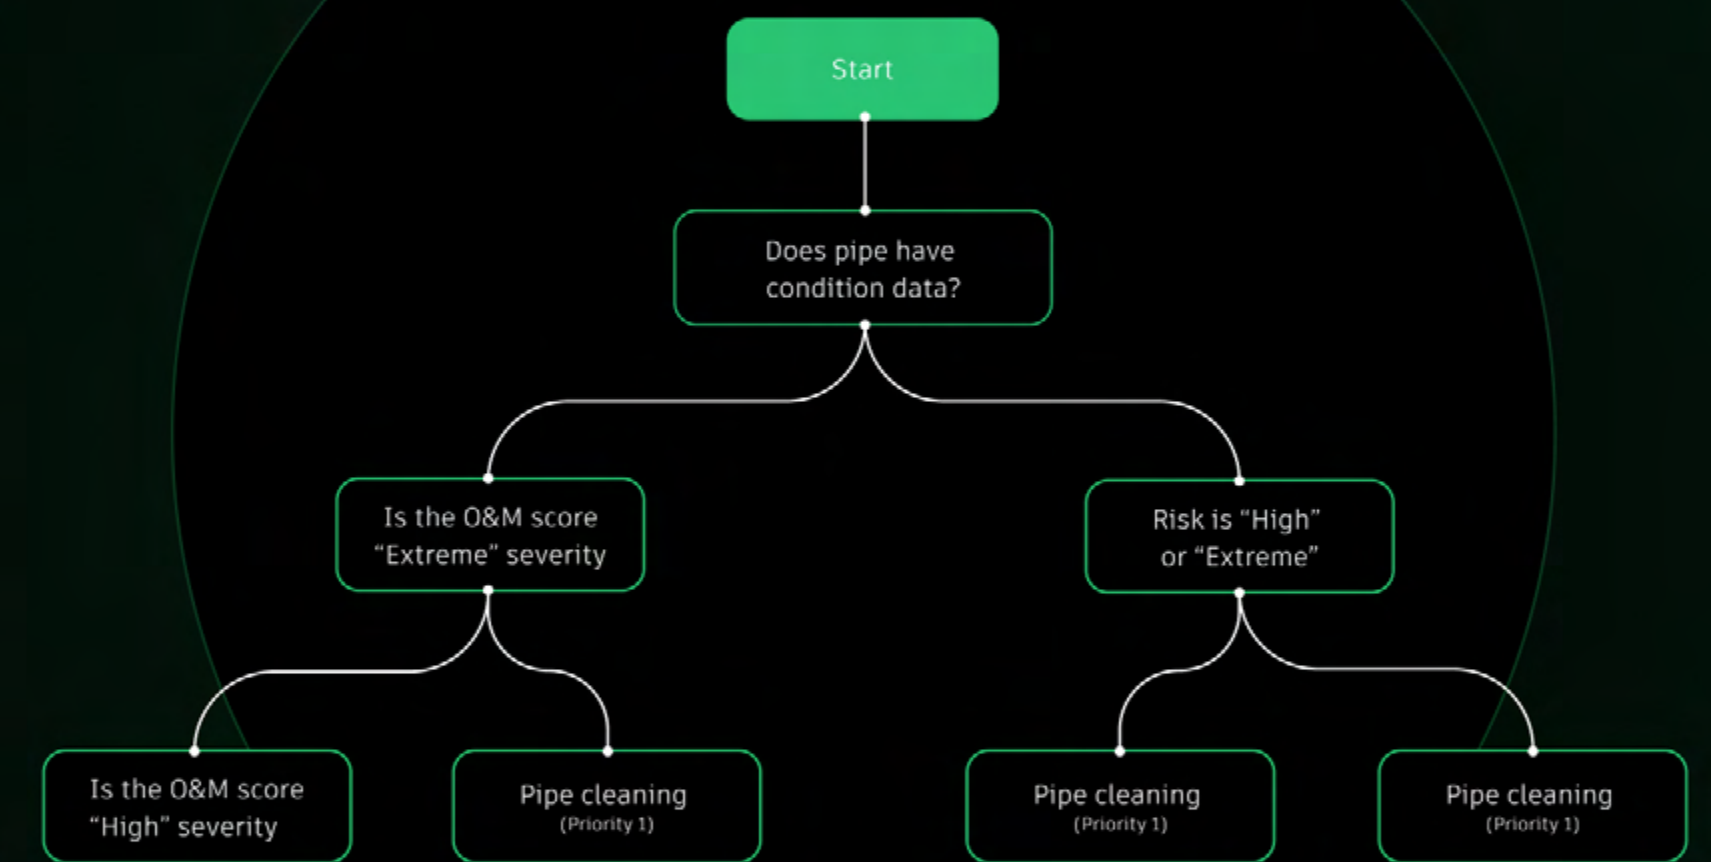 Start
Does pipe have
condition data?
Is the O&M score
“Extreme” severity
Risk is “High”
or “Extreme”
Is the O&M score
“High” severity
Pipe cleaning
(Priority 1)
Pipe cleaning
(Priority 1)
Pipe cleaning
(Priority 1)